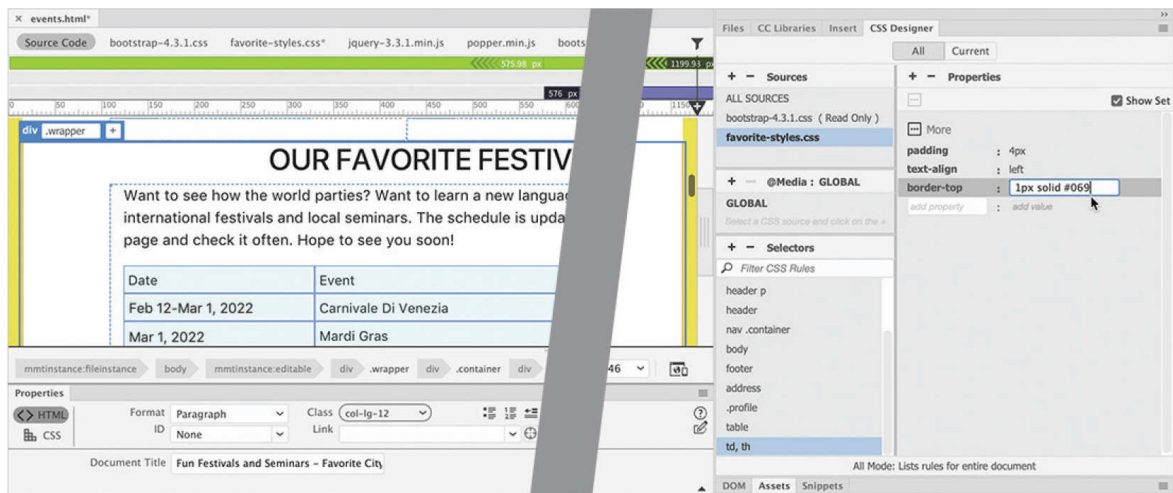 × events.html*
Source Code bootstrap-4.3.1.css favorite-styles.css* jquery-3.3.1.min.js popper.min.js boots
575.98 px
1199.98 px
576 px
0 50 100 150 200 250 300 350 400 450 500 550 600 1150
div .wrapper +
OUR FAVORITE FESTIV
Want to see how the world parties? Want to learn a new languag
international festivals and local seminars. The schedule is upda
page and check it often. Hope to see you soon!
Date Event
Feb 12-Mar 1, 2022 Carnivale Di Venezia
Mar 1, 2022 Mardi Gras
mmtinstance:fileinstance body mmtinstance:editable div .wrapper div .container div 46
Properties
<> HTML Format Paragraph Class col-lg-12
CSS ID None Link
Document Title Fun Festivals and Seminars – Favorite City
Files CC Libraries Insert CSS Designer
All Current
+ − Sources
ALL SOURCES
bootstrap-4.3.1.css ( Read Only )
favorite-styles.css
+ − @Media : GLOBAL
GLOBAL
Select a CSS source and click on the +
+ − Selectors
Filter CSS Rules
header p
header
nav .container
body
footer
address
.profile
table
td, th
+ − Properties
Show Set
More
padding : 4px
text-align : left
border-top : 1px solid #069
add property : add value
All Mode: Lists rules for entire document
DOM Assets Snippets